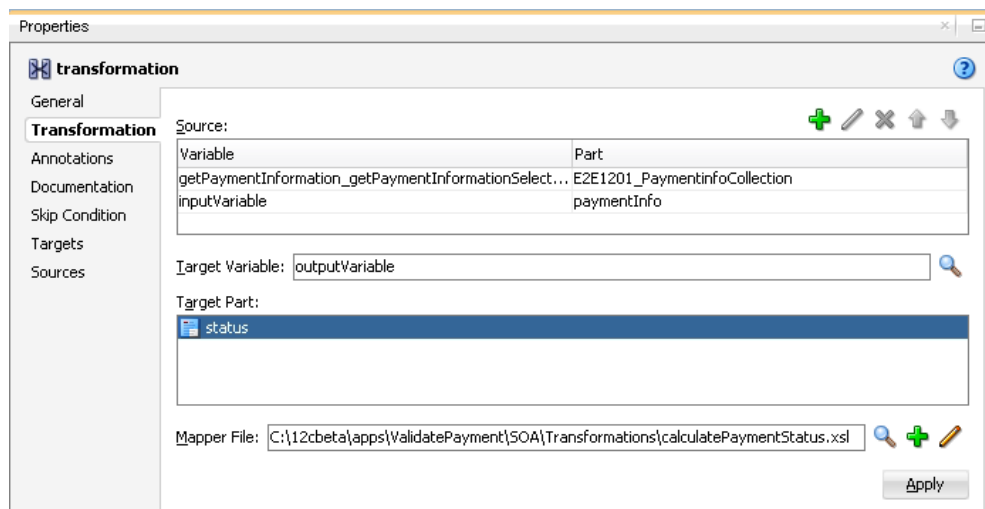 Properties
transformation
General
Transformation
Annotations
Documentation
Skip Condition
Targets
Sources
Source:
Variable Part
getPaymentInformation_getPaymentInformationSelect... E2E1201_PaymentinfoCollection
inputVariable paymentInfo
Target Variable: outputVariable
Target Part:
status
Mapper File: C:\12cbeta\apps\ValidatePayment\SOA\Transformations\calculatePaymentStatus.xsl
Apply